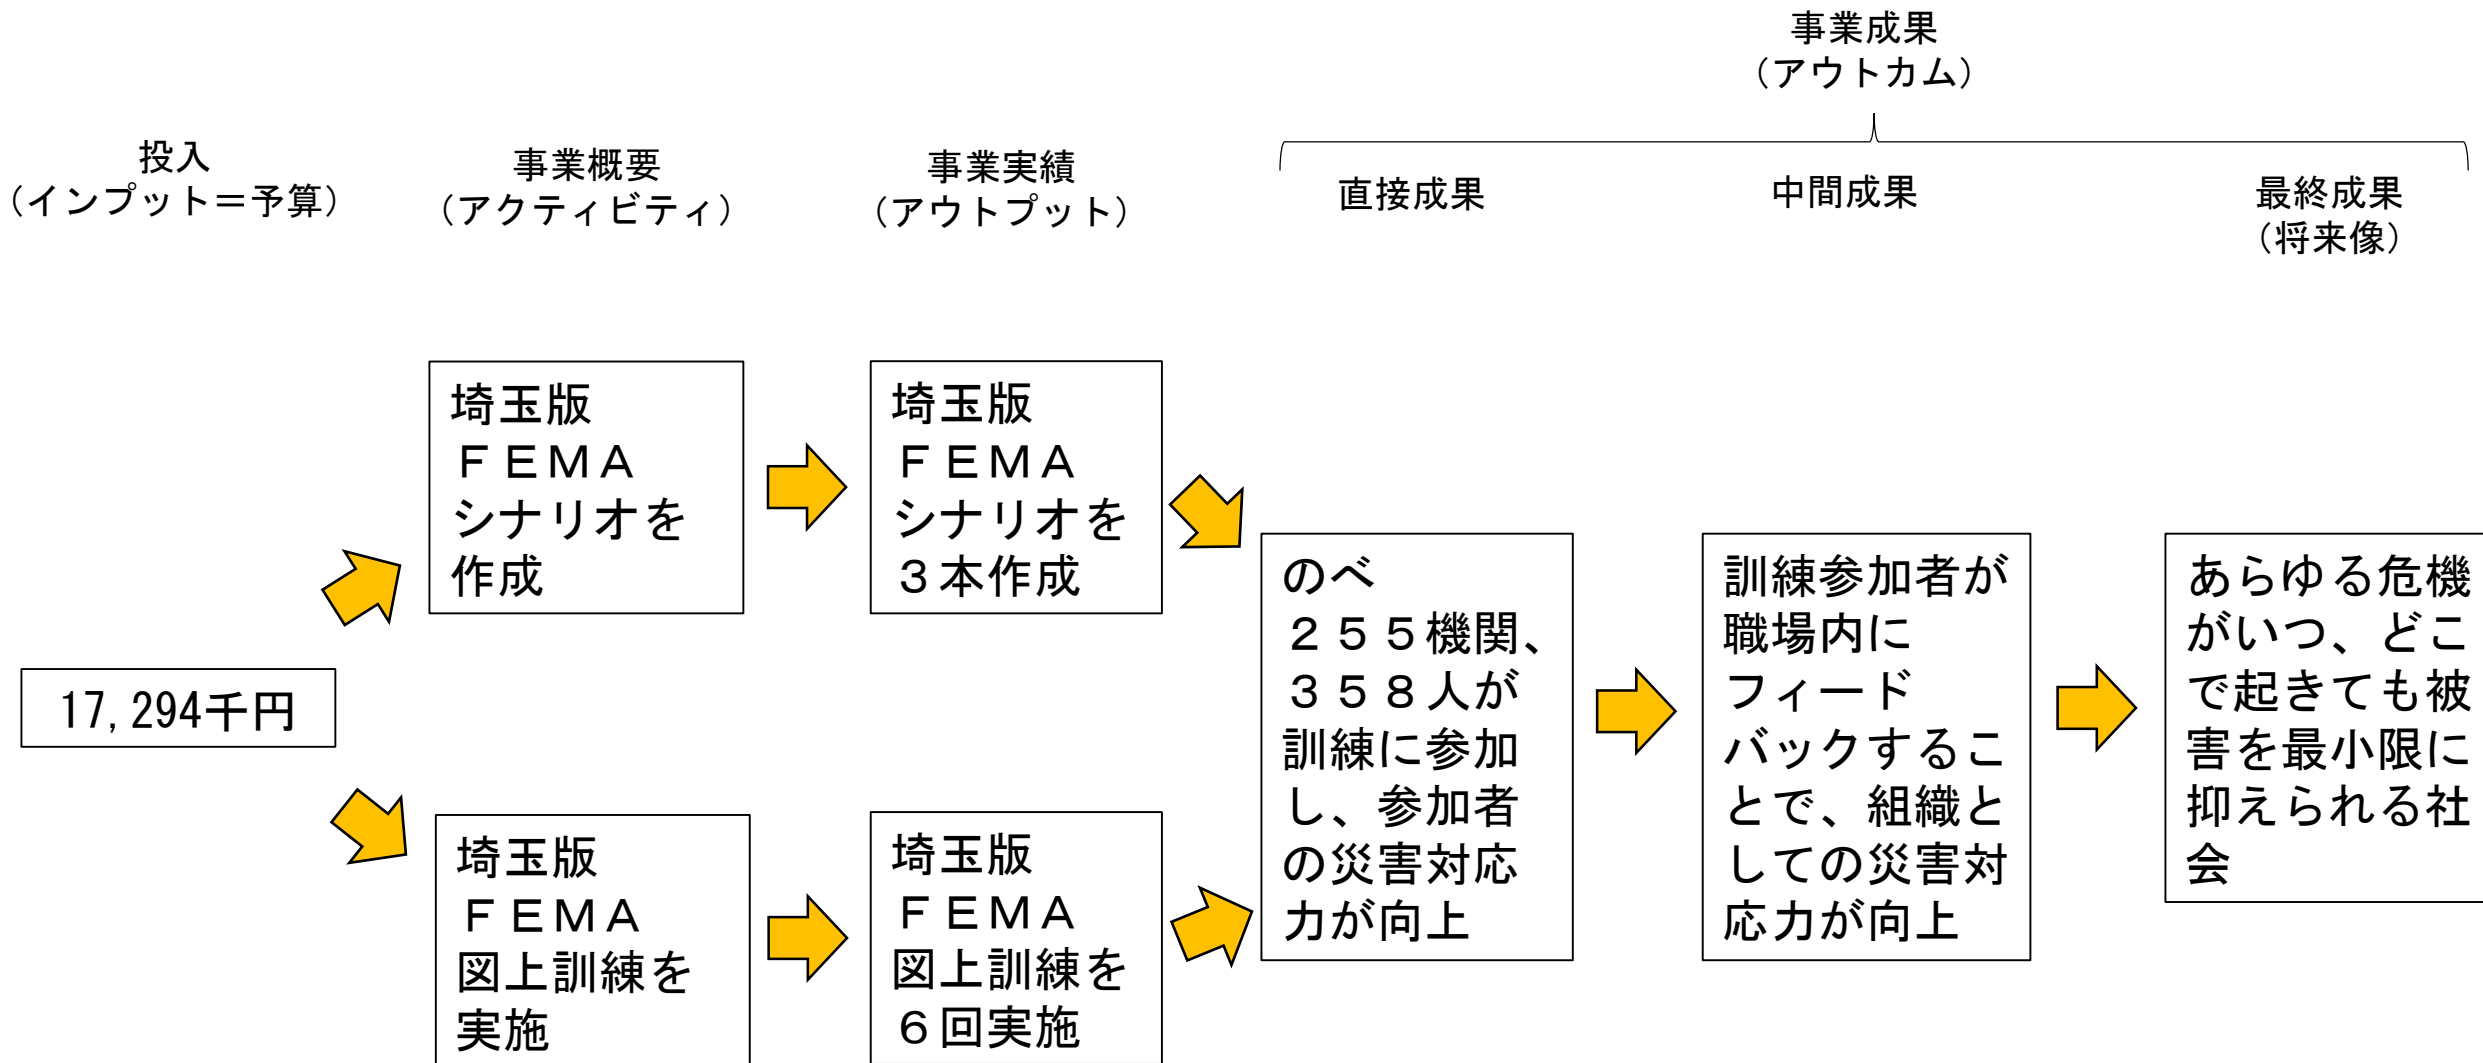 事業成果
（アウトカム）
投入
（インプット＝予算）
事業概要
（アクティビティ）
事業実績
（アウトプット）
直接成果
中間成果
最終成果
（将来像）
17,294千円
埼玉版
ＦＥＭＡ
シナリオを
作成
埼玉版
ＦＥＭＡ
シナリオを
３本作成
埼玉版
ＦＥＭＡ
図上訓練を
実施
埼玉版
ＦＥＭＡ
図上訓練を
６回実施
のべ
２５５機関、
３５８人が
訓練に参加
し、参加者
の災害対応
力が向上
訓練参加者が
職場内に
フィード
バックするこ
とで、組織と
しての災害対
応力が向上
あらゆる危機
がいつ、どこ
で起きても被
害を最小限に
抑えられる社
会